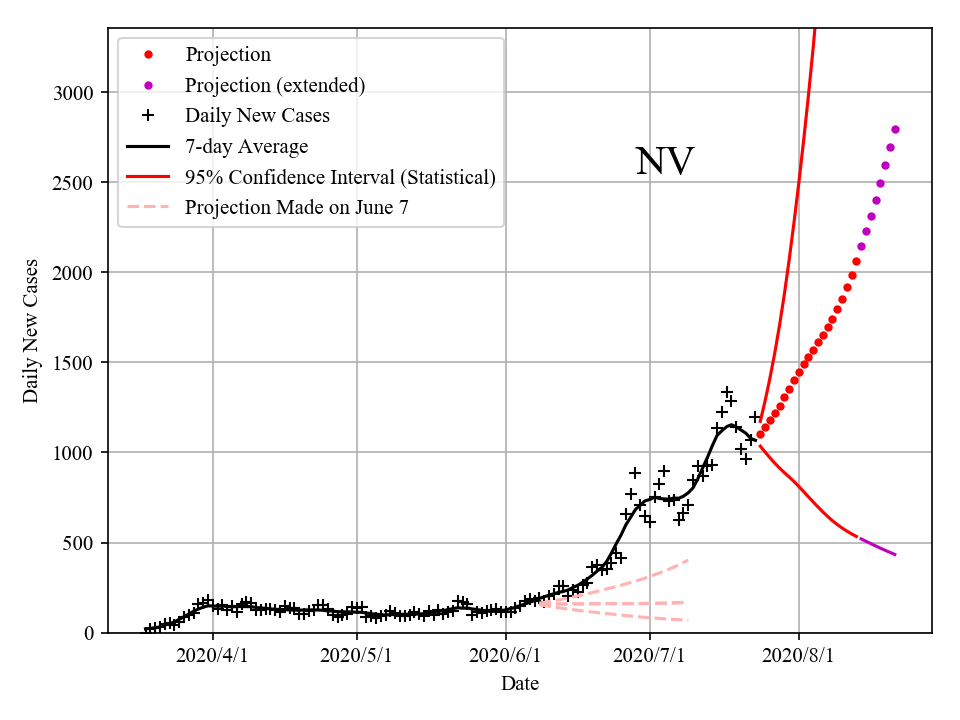 Projection
Projection (extended)
Daily New Cases
7-day Average
95% Confidence Interval (Statistical)
Projection Made on June 7
NV
3000
2500
2000
1500
1000
500
0
Daily New Cases
2020/4/1 2020/5/1 2020/6/1 2020/7/1 2020/8/1
Date